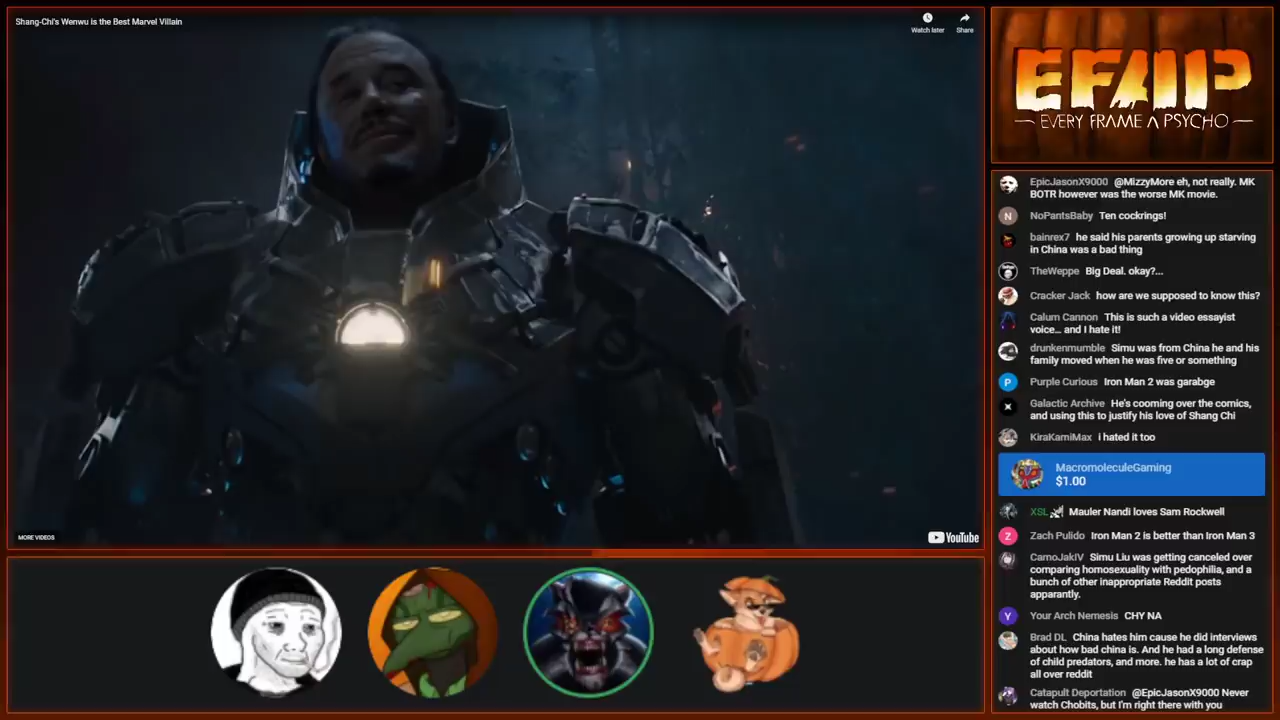 Shang-Chi's Wenwu is the Best Marvel Villain
Watch later
Share
MORE VIDEOS
YouTube
EFAP
EVERY FRAME A PSYCHO
EpicJasonX9000 @MizzyMore eh, not really. MK
BOTR however was the worse MK movie.
N
NoPantsBaby Ten cockrings!
bainrex7 he said his parents growing up starving
in China was a bad thing
TheWeppe Big Deal. okay?...
Cracker Jack how are we supposed to know this?
Calum Cannon This is such a video essayist
voice... and I hate it!
drunkenmumble Simu was from China he and his
family moved when he was five or something
P
Purple Curious Iron Man 2 was garabge
Galactic Archive He's cooming over the comics,
and using this to justify his love of Shang Chi
KiraKamiMax i hated it too
MacromoleculeGaming
$1.00
XSL Mauler Nandi loves Sam Rockwell
Z
Zach Pulido Iron Man 2 is better than Iron Man 3
CamoJakIV Simu Liu was getting canceled over
comparing homosexuality with pedophilia, and a
bunch of other inappropriate Reddit posts
apparantly.
Y
Your Arch Nemesis CHY NA
Brad DL China hates him cause he did interviews
about how bad china is. And he had a long defense
of child predators, and more. he has a lot of crap
all over reddit
Catapult Deportation @EpicJasonX9000 Never
watch Chobits, but I'm right there with you